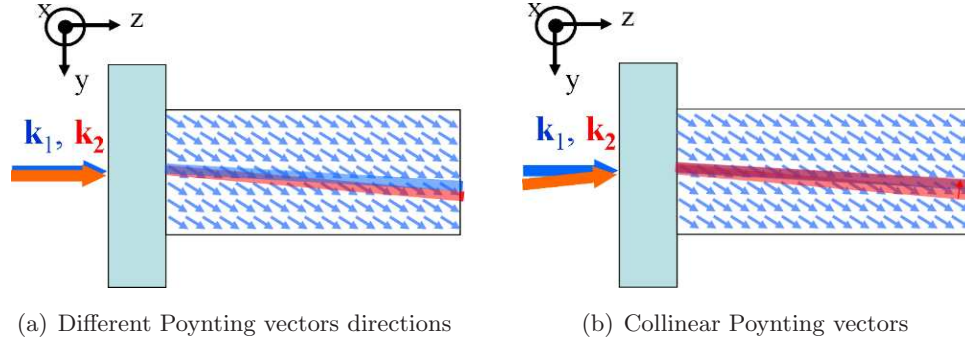 x
z
y
k1, k2
(a) Different Poynting vectors directions
x
z
y
k1, k2
(b) Collinear Poynting vectors